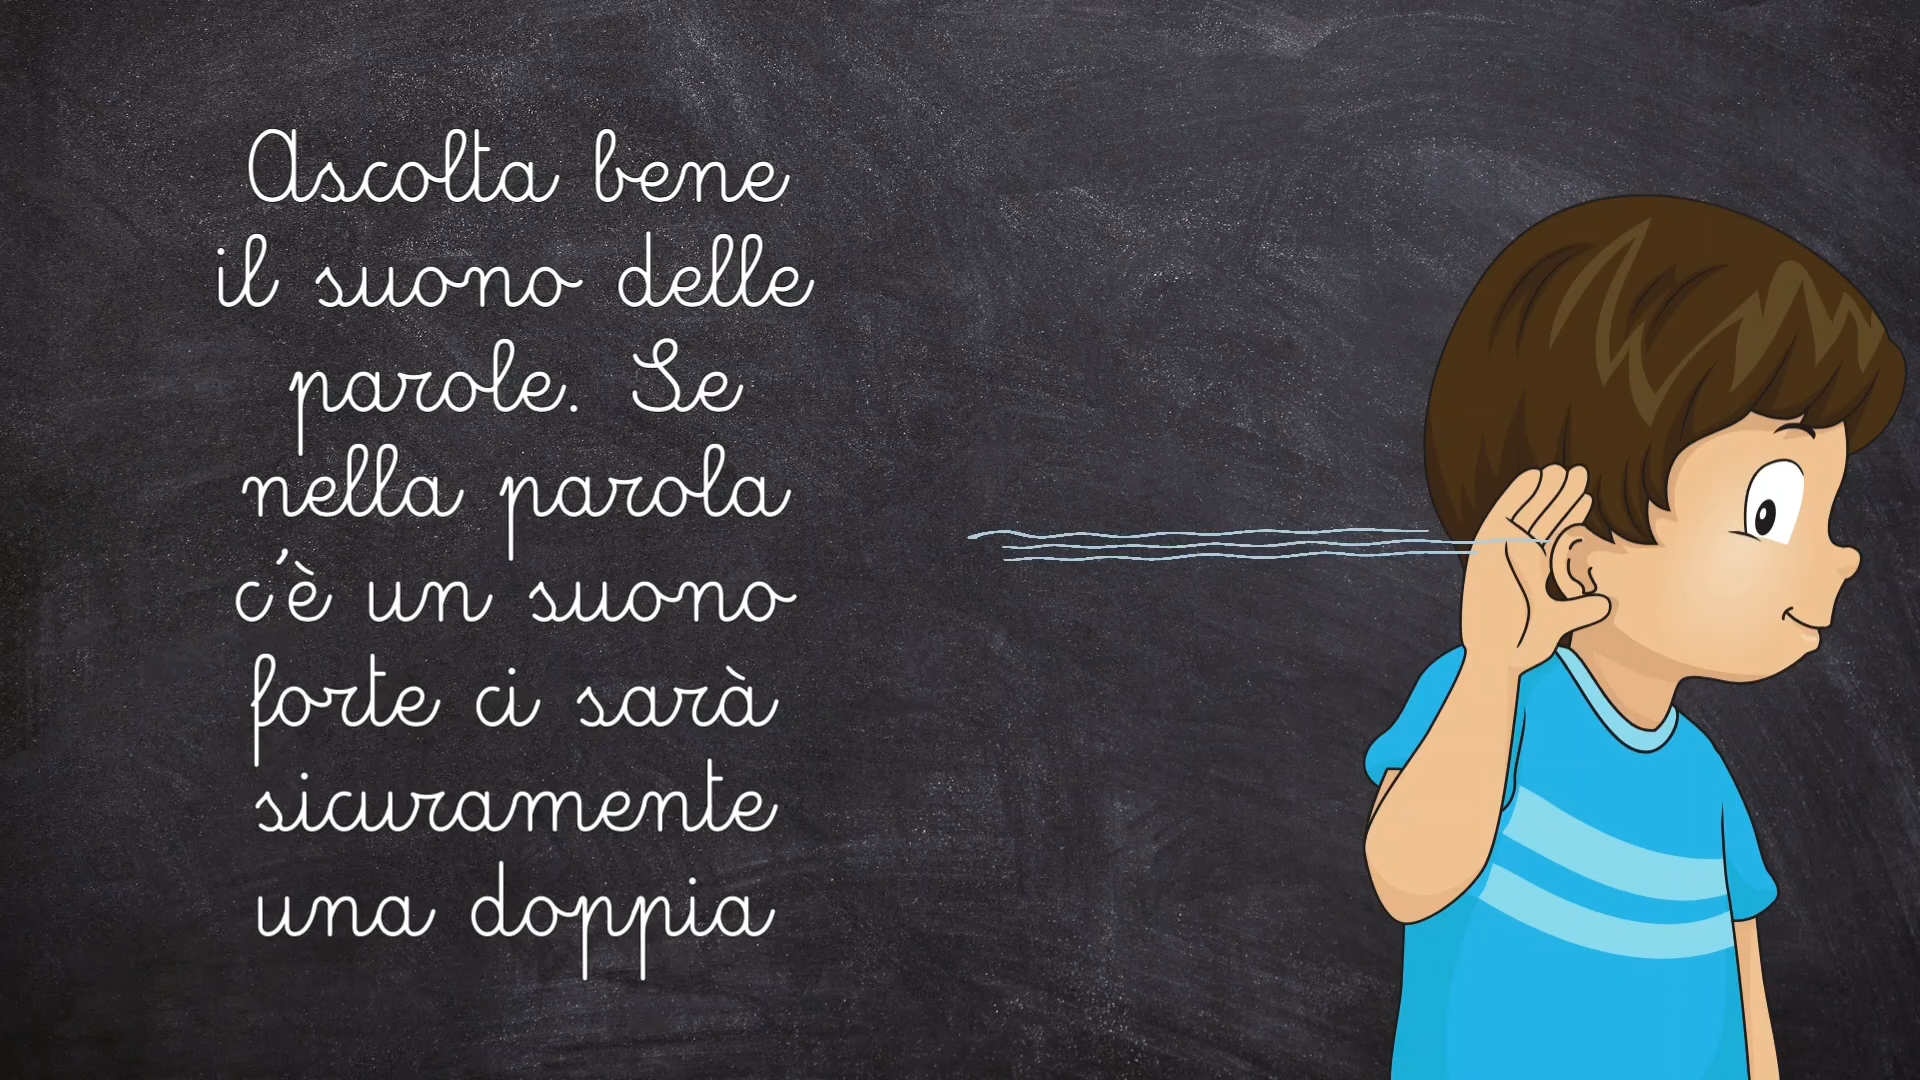 Ascolta bene
il suono delle
parole. Se
nella parola
c'è un suono
forte ci sarà
sicuramente
una doppia